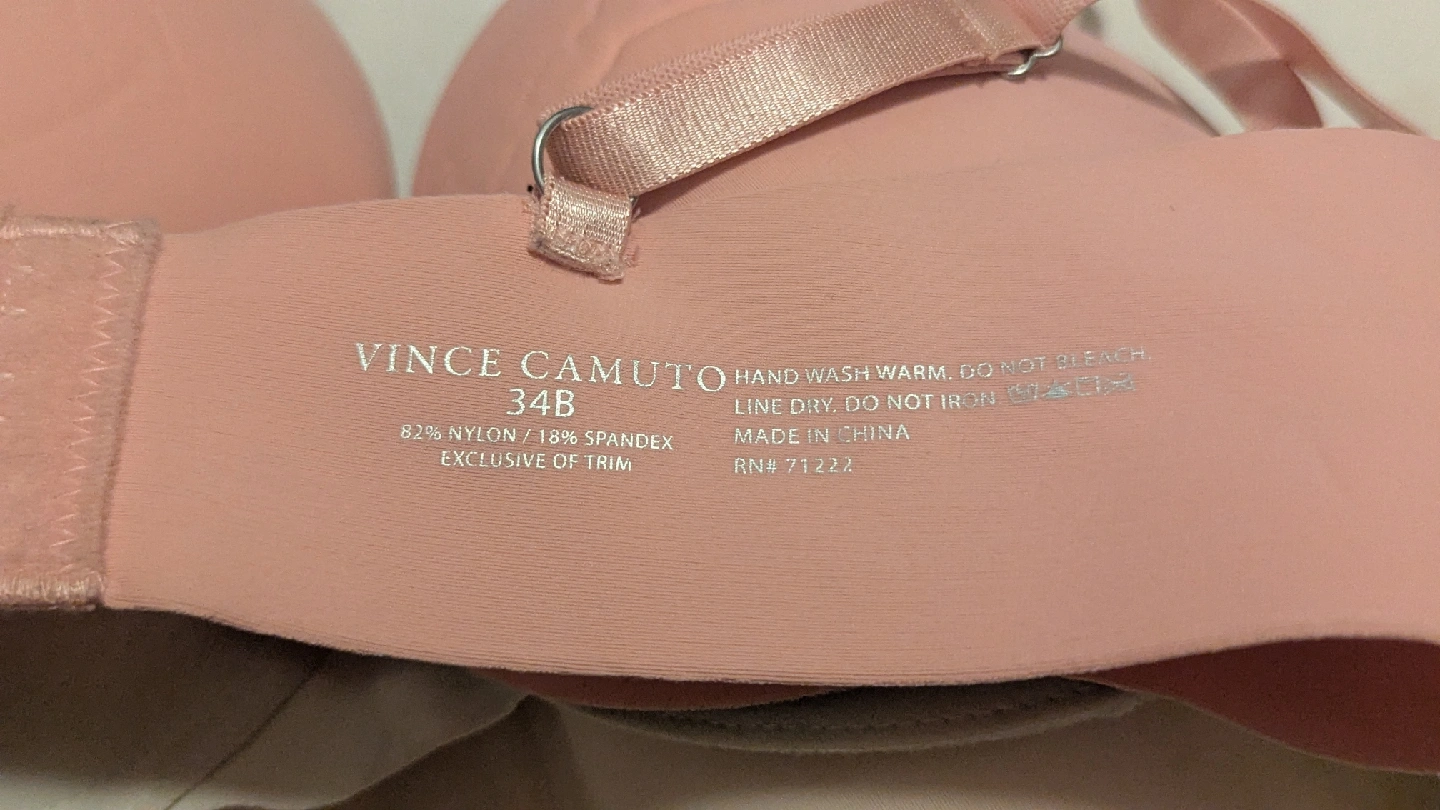 VINCE CAMUTO
34B
82% NYLON / 18% SPANDEX
EXCLUSIVE OF TRIM
HAND WASH WARM. DO NOT BLEACH.
LINE DRY. DO NOT IRON
MADE IN CHINA
RN# 71222